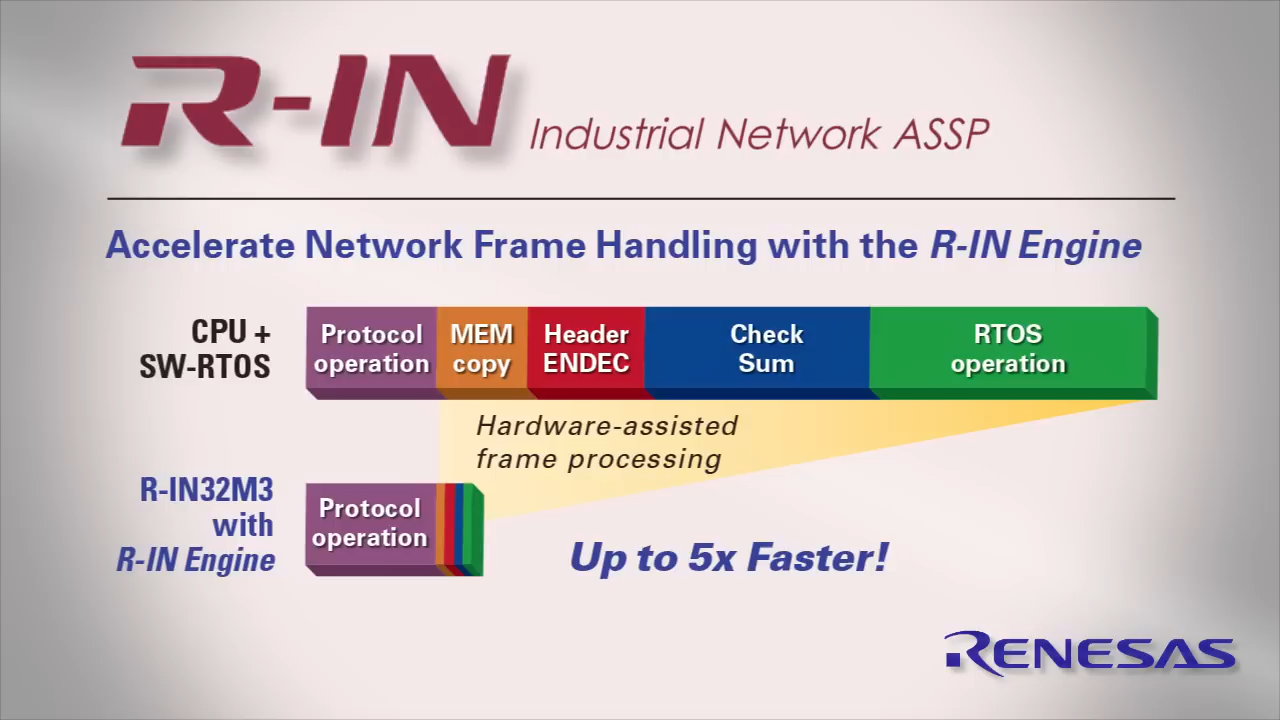 R-IN Industrial Network ASSP
Accelerate Network Frame Handling with the R-IN Engine
CPU +
SW-RTOS
Protocol
operation
MEM
copy
Header
ENDEC
Check
Sum
RTOS
operation
Hardware-assisted
frame processing
R-IN32M3
with
R-IN Engine
Protocol
operation
Up to 5x Faster!
RENESAS